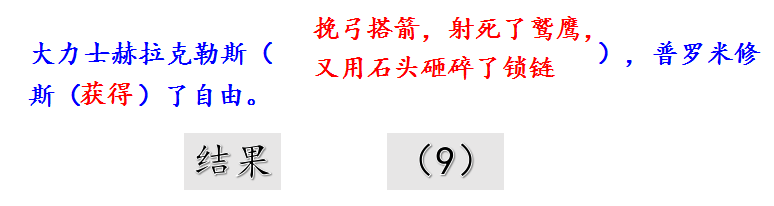 挽弓搭箭，射死了鹫鹰，
大力士赫拉克勒斯（ ），普罗米修
又用石头砸碎了锁链
斯（获得）了自由。
结果 （9）